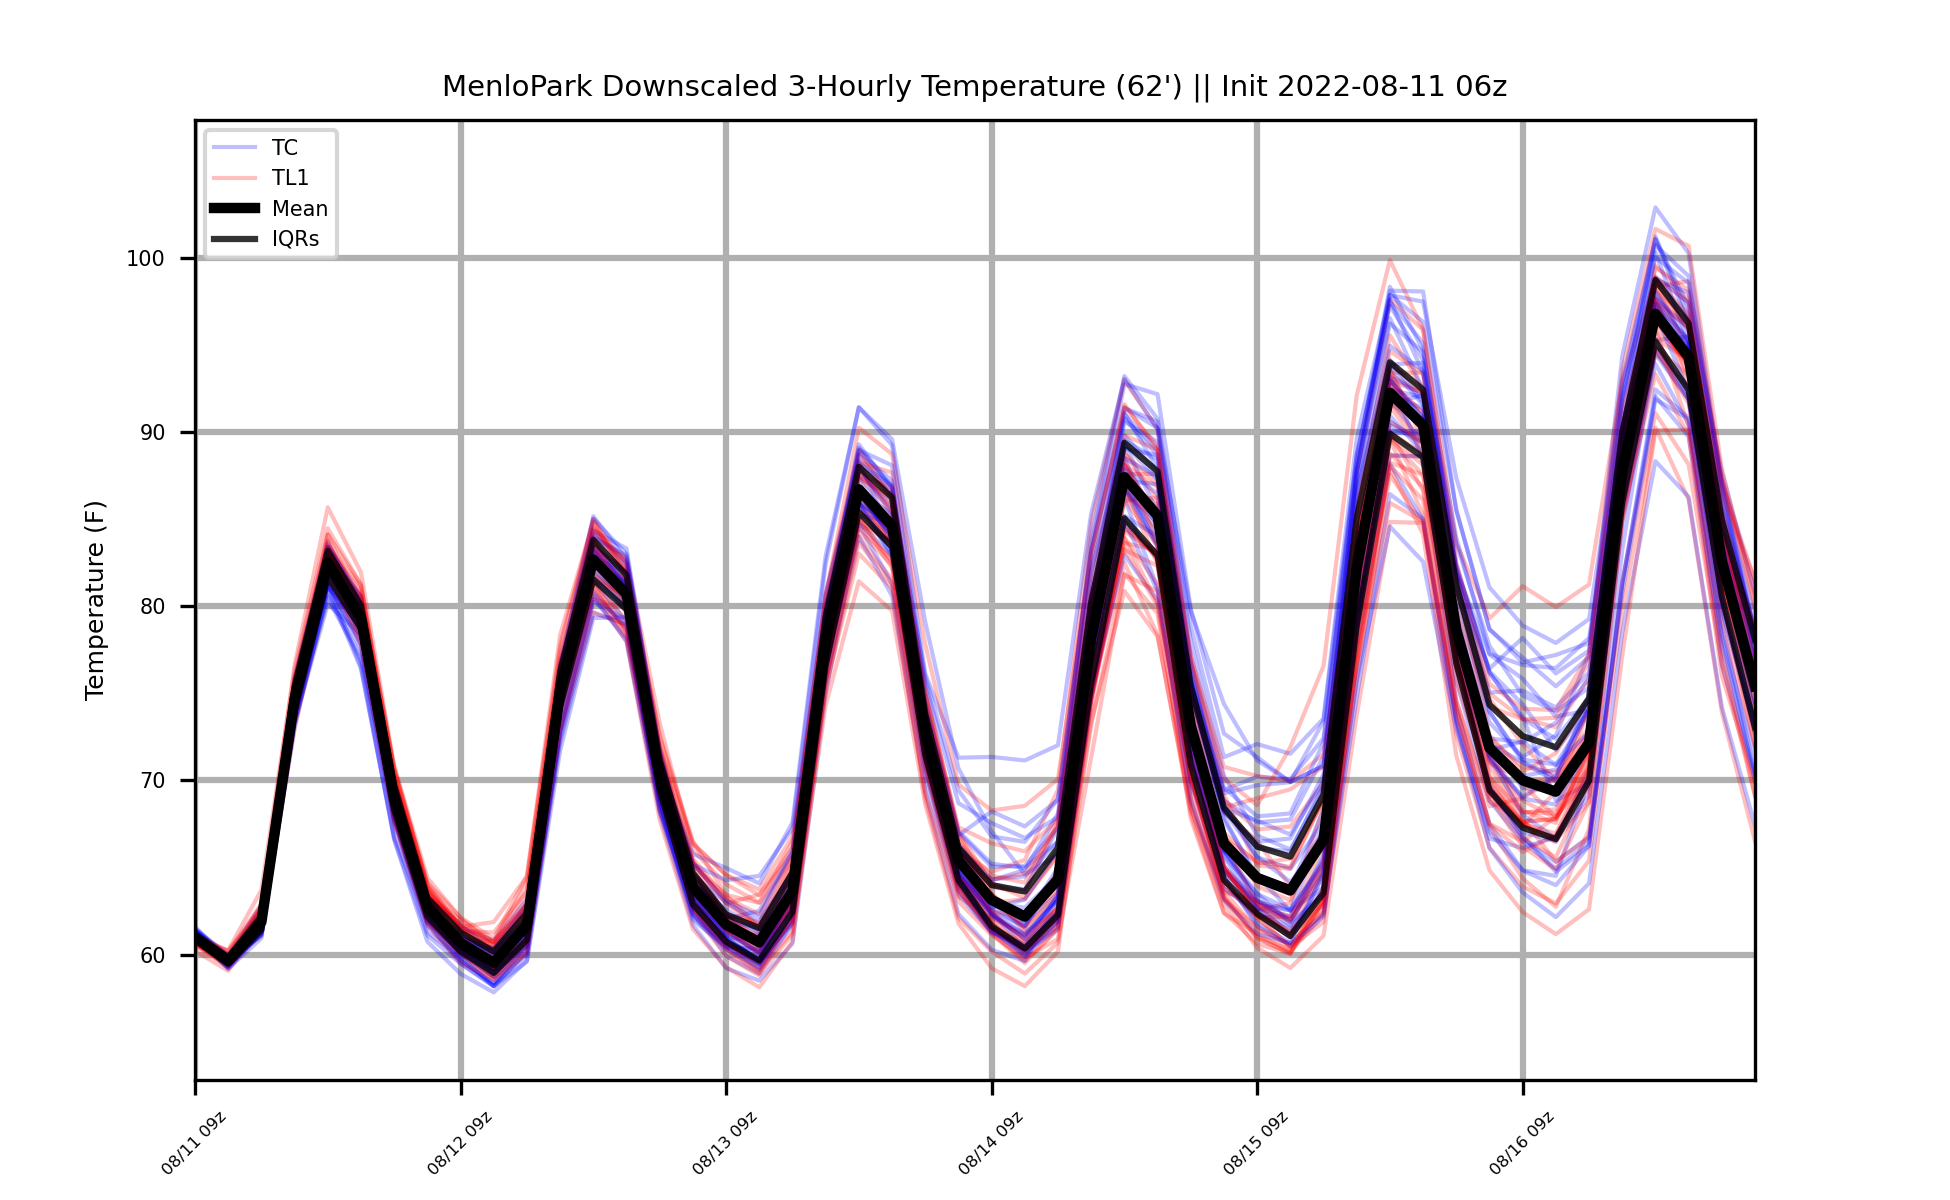 MenloPark Downscaled 3-Hourly Temperature (62') || Init 2022-08-11 06z
TC
TL1
Mean
IQRs
Temperature (F)
100
90
80
70
60
08/11 09z
08/12 09z
08/13 09z
08/14 09z
08/15 09z
08/16 09z